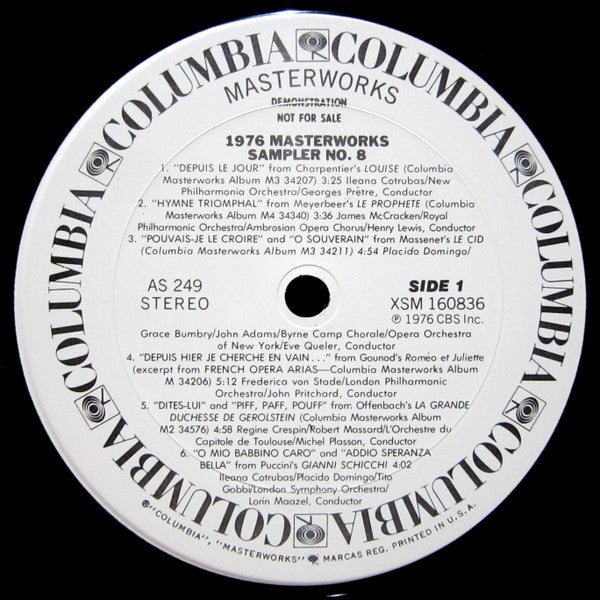 COLUMBIA COLUMBIA COLUMBIA COLUMBIA COLUMBIA COLUMBIA COLUMBIA COLUMBIA
MASTERWORKS
DEMONSTRATION
NOT FOR SALE
1976 MASTERWORKS
SAMPLER NO. 8
1. "DEPUIS LE JOUR" from Charpentier's LOUISE (Columbia
Masterworks Album M3 34207) 3:25 Ileana Cotrubas/New
Philharmonia Orchestra/Georges Prêtre, Conductor
2. "HYMNE TRIOMPHAL" from Meyerbeer's LE PROPHETE (Columbia
Masterworks Album M4 34340) 3:36 James McCracken/Royal
Philharmonic Orchestra/Ambrosian Opera Chorus/Henry Lewis, Conductor
3. "POUVAIS-JE LE CROIRE" and "O SOUVERAIN" from Massenet's LE CID
(Columbia Masterworks Album M3 34211) 4:54 Placido Domingo/
AS 249
STEREO
SIDE 1
XSM 160836
℗ 1976 CBS Inc.
Grace Bumbry/John Adams/Byrne Camp Chorale/Opera Orchestra
of New York/Eve Queler, Conductor
4. "DEPUIS HIER JE CHERCHE EN VAIN . . ." from Gounod's Roméo et Juliette
(excerpt from FRENCH OPERA ARIAS—Columbia Masterworks Album
M 34206) 5:12 Frederica von Stade/London Philharmonic
Orchestra/John Pritchard, Conductor
5. "DITES-LUI" and "PIFF, PAFF, POUFF" from Offenbach's LA GRANDE
DUCHESSE DE GEROLSTEIN (Columbia Masterworks Album
M2 34576) 4:58 Regine Crespin/Robert Massard/L'Orchestre du
Capitole de Toulouse/Michel Plasson, Conductor
6. "O MIO BABBINO CARO" and "ADDIO SPERANZA
BELLA" from Puccini's GIANNI SCHICCHI 4:02
Ileana Cotrubas/Placido Domingo/Tito
Gobbi/London Symphony Orchestra/
Lorin Maazel, Conductor
®"COLUMBIA", "MASTERWORKS" MARCAS REG. PRINTED IN U.S.A.